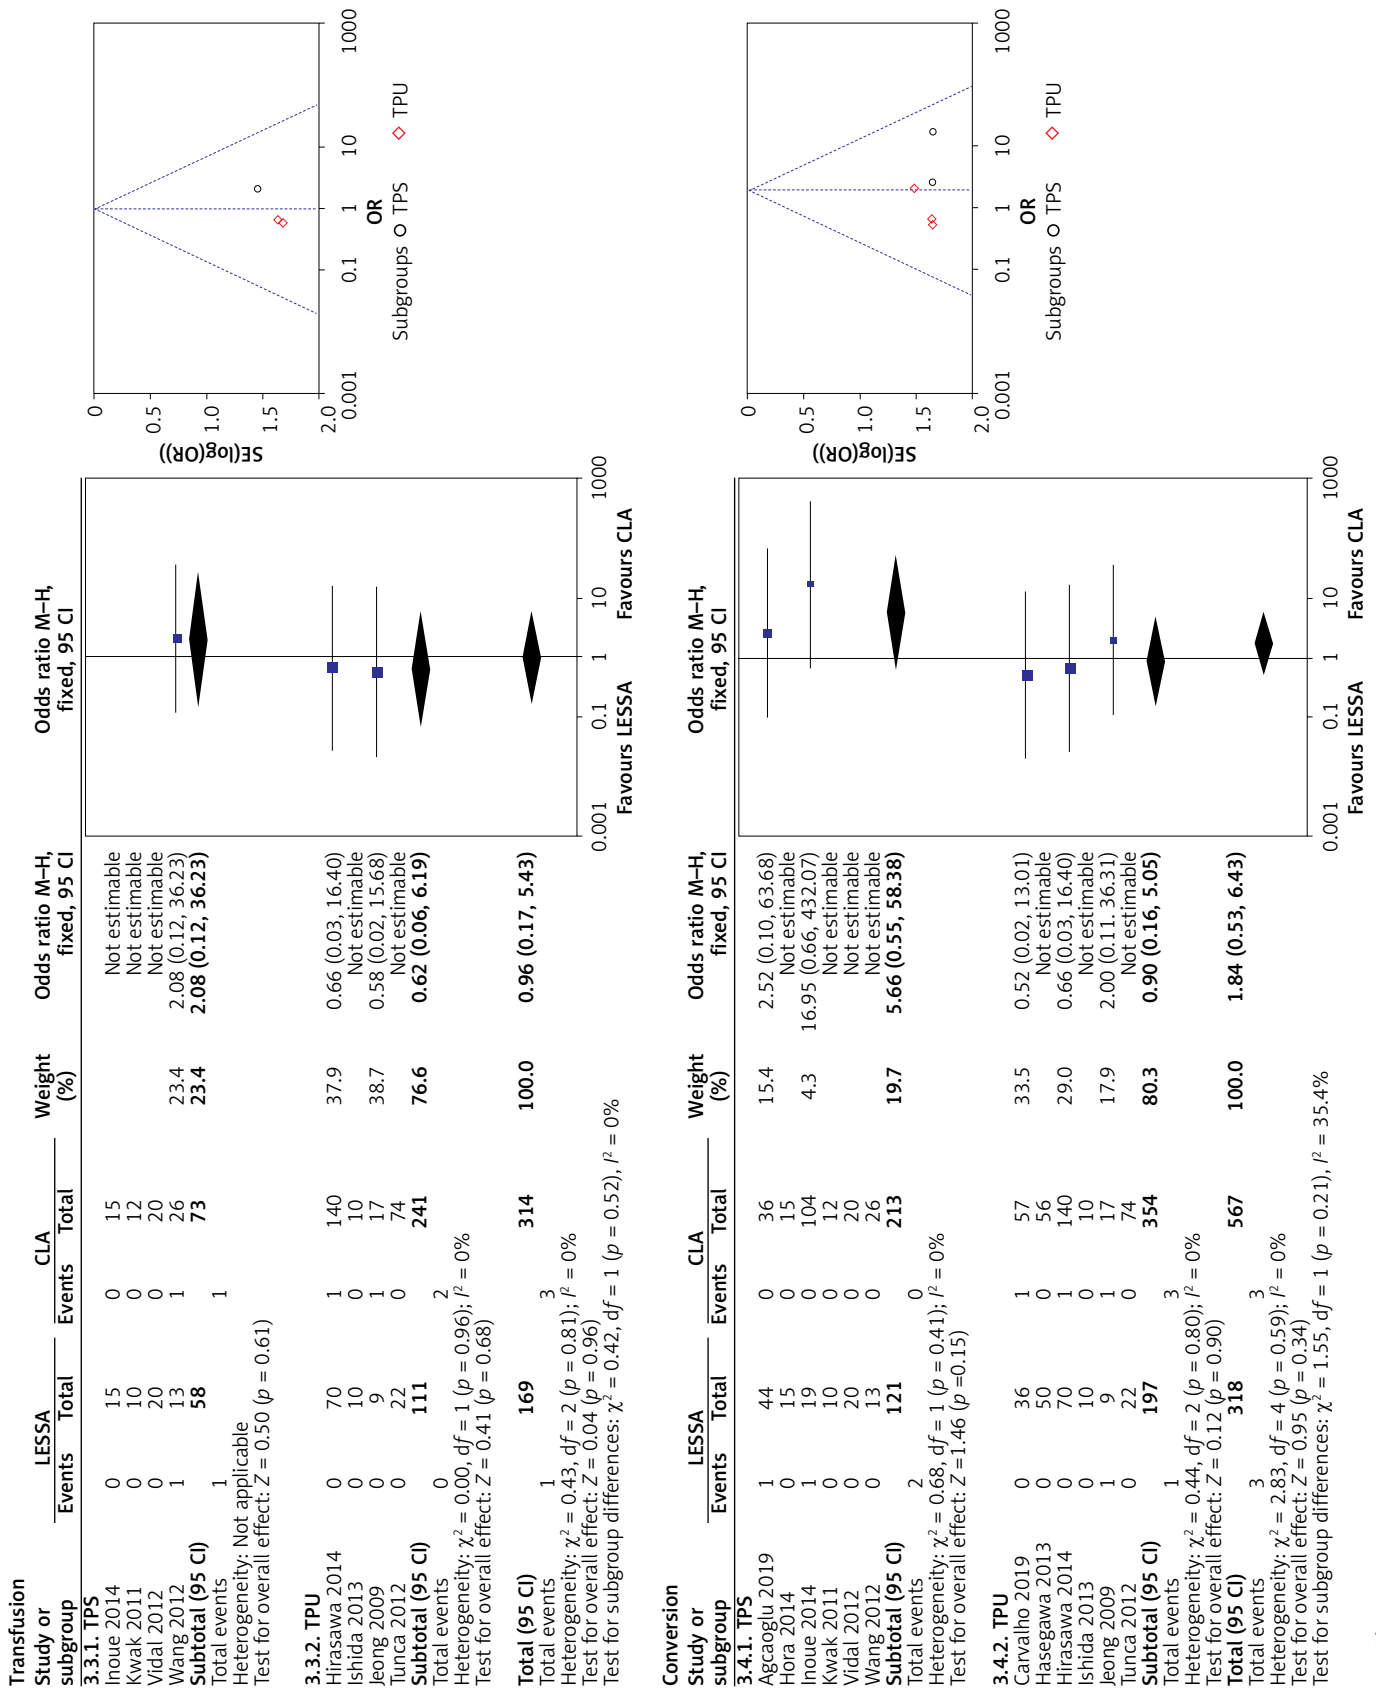 Transfusion
Study or subgroup LESSA Events Total CLA Events Total Weight (%) Odds ratio M–H, fixed, 95 CI Odds ratio M–H, fixed, 95 CI
3.3.1. TPS
Inoue 2014 0 15 0 15 Not estimable
Kwak 2011 0 10 0 12 Not estimable
Vidal 2012 0 20 0 20 Not estimable
Wang 2012 1 13 1 26 23.4 2.08 (0.12, 36.23)
Subtotal (95 CI) 58 73 23.4 2.08 (0.12, 36.23)
Total events 1 1
Heterogeneity: Not applicable
Test for overall effect: Z = 0.50 (p = 0.61)
3.3.2. TPU
Hirasawa 2014 0 70 1 140 37.9 0.66 (0.03, 16.40)
Ishida 2013 0 10 0 10 Not estimable
Jeong 2009 0 9 1 17 38.7 0.58 (0.02, 15.68)
Tunca 2012 0 22 0 74 Not estimable
Subtotal (95 CI) 111 241 76.6 0.62 (0.06, 6.19)
Total events 0 2
Heterogeneity: χ² = 0.00, df = 1 (p = 0.96); I² = 0%
Test for overall effect: Z = 0.41 (p = 0.68)
Total (95 CI) 169 314 100.0 0.96 (0.17, 5.43)
Total events 1 3
Heterogeneity: χ² = 0.43, df = 2 (p = 0.81); I² = 0%
Test for overall effect: Z = 0.04 (p = 0.96)
Test for subgroup differences: χ² = 0.42, df = 1 (p = 0.52), I² = 0%
0.001 0.1 1 10 1000
Favours LESSA Favours CLA
SE(log(OR))
0
0.5
1.0
1.5
2.0
0.001 0.1 1 10 1000
OR
Subgroups TPS TPU
Conversion
Study or subgroup LESSA Events Total CLA Events Total Weight (%) Odds ratio M–H, fixed, 95 CI Odds ratio M–H, fixed, 95 CI
3.4.1. TPS
Agcaoglu 2019 1 44 0 36 15.4 2.52 (0.10, 63.68)
Hora 2014 0 15 0 15 Not estimable
Inoue 2014 1 19 0 104 4.3 16.95 (0.66, 432.07)
Kwak 2011 0 10 0 12 Not estimable
Vidal 2012 0 20 0 20 Not estimable
Wang 2012 0 13 0 26 Not estimable
Subtotal (95 CI) 121 213 19.7 5.66 (0.55, 58.38)
Total events 2 0
Heterogeneity: χ² = 0.68, df = 1 (p = 0.41); I² = 0%
Test for overall effect: Z =1.46 (p =0.15)
3.4.2. TPU
Carvalho 2019 0 36 1 57 33.5 0.52 (0.02, 13.01)
Hasegawa 2013 0 50 0 56 Not estimable
Hirasawa 2014 0 70 1 140 29.0 0.66 (0.03, 16.40)
Ishida 2013 0 10 0 10 Not estimable
Jeong 2009 1 9 1 17 17.9 2.00 (0.11. 36.31)
Tunca 2012 0 22 0 74 Not estimable
Subtotal (95 CI) 197 354 80.3 0.90 (0.16, 5.05)
Total events 1 3
Heterogeneity: χ² = 0.44, df = 2 (p = 0.80); I² = 0%
Test for overall effect: Z = 0.12 (p = 0.90)
Total (95 CI) 318 567 100.0 1.84 (0.53, 6.43)
Total events 3 3
Heterogeneity: χ² = 2.83, df = 4 (p = 0.59); I² = 0%
Test for overall effect: Z = 0.95 (p = 0.34)
Test for subgroup differences: χ² = 1.55, df = 1 (p = 0.21), I² = 35.4%
0.001 0.1 1 10 1000
Favours LESSA Favours CLA
SE(log(OR))
0
0.5
1.0
1.5
2.0
0.001 0.1 1 10 1000
OR
Subgroups TPS TPU